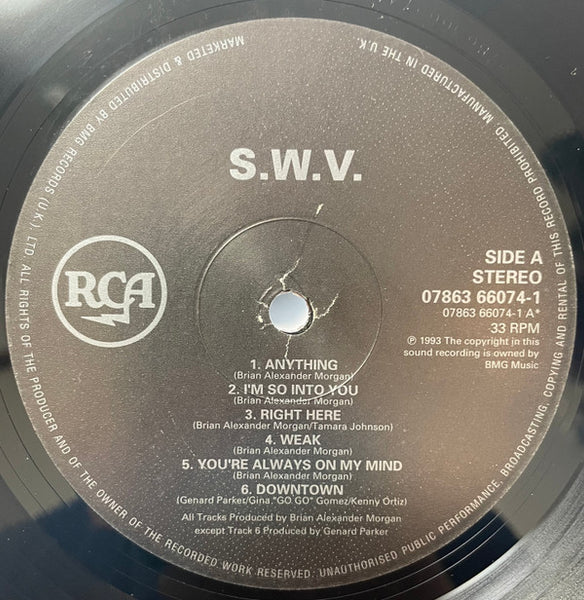 MARKETED & DISTRIBUTED BY BMG RECORDS (U.K.) LTD. ALL RIGHTS OF THE PRODUCER AND OF THE OWNER OF THE RECORDED WORK RESERVED: UNAUTHORISED PUBLIC PERFORMANCE, BROADCASTING, COPYING AND RENTAL OF THIS RECORD PROHIBITED. MANUFACTURED IN THE U.K.
S.W.V.
RCA
SIDE A
STEREO
07863 66074-1
07863 66074-1 A*
33 RPM
℗ 1993 The copyright in this
sound recording is owned by
BMG Music
1. ANYTHING
(Brian Alexander Morgan)
2. I'M SO INTO YOU
(Brian Alexander Morgan)
3. RIGHT HERE
(Brian Alexander Morgan/Tamara Johnson)
4. WEAK
(Brian Alexander Morgan)
5. YOU'RE ALWAYS ON MY MIND
(Brian Alexander Morgan)
6. DOWNTOWN
(Genard Parker/Gina."GO GO" Gomez/Kenny Ortiz)
All Tracks Produced by Brian Alexander Morgan
except Track 6 Produced by Genard Parker